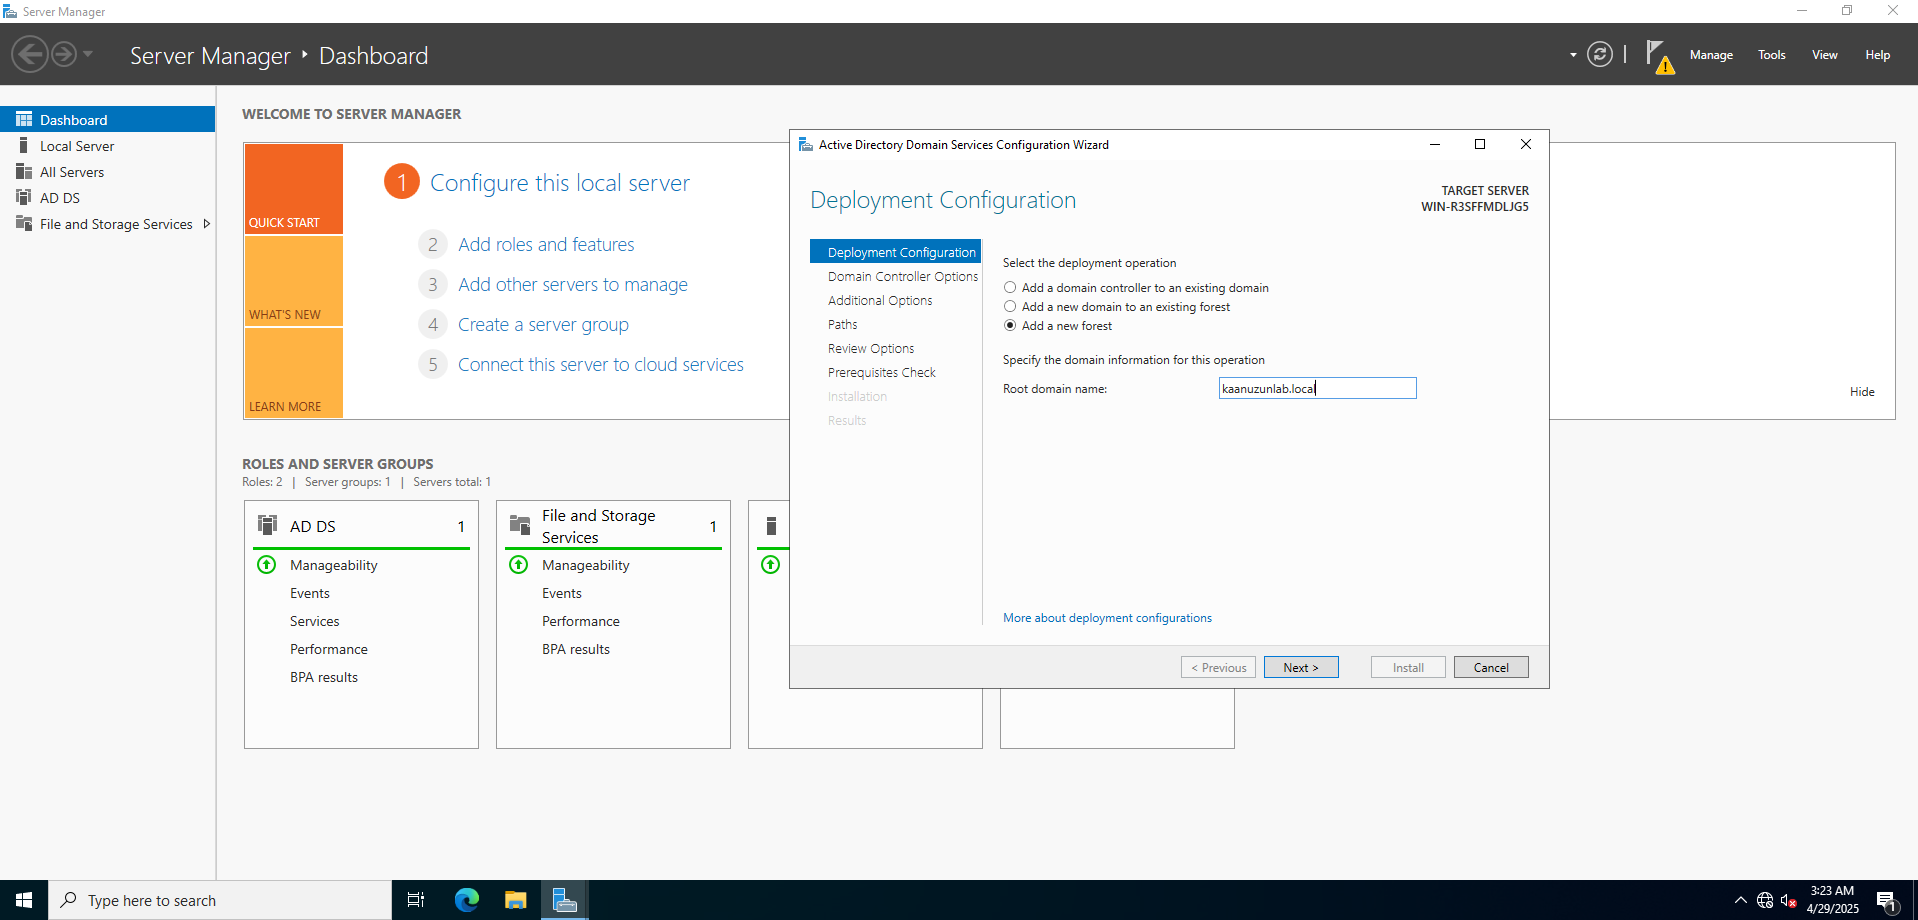 Server Manager
Server Manager ‣ Dashboard
Manage
Tools
View
Help
Dashboard
Local Server
All Servers
AD DS
File and Storage Services
WELCOME TO SERVER MANAGER
QUICK START
WHAT'S NEW
LEARN MORE
1 Configure this local server
2 Add roles and features
3 Add other servers to manage
4 Create a server group
5 Connect this server to cloud services
Hide
ROLES AND SERVER GROUPS
Roles: 2 | Server groups: 1 | Servers total: 1
AD DS 1
Manageability
Events
Services
Performance
BPA results
File and Storage
Services 1
Manageability
Events
Performance
BPA results
Active Directory Domain Services Configuration Wizard
Deployment Configuration
TARGET SERVER
WIN-R3SFFMDLJG5
Deployment Configuration
Domain Controller Options
Additional Options
Paths
Review Options
Prerequisites Check
Installation
Results
Select the deployment operation
Add a domain controller to an existing domain
Add a new domain to an existing forest
Add a new forest
Specify the domain information for this operation
Root domain name: kaanuzunlab.local
More about deployment configurations
< Previous
Next >
Install
Cancel
Type here to search
3:23 AM
4/29/2025
1